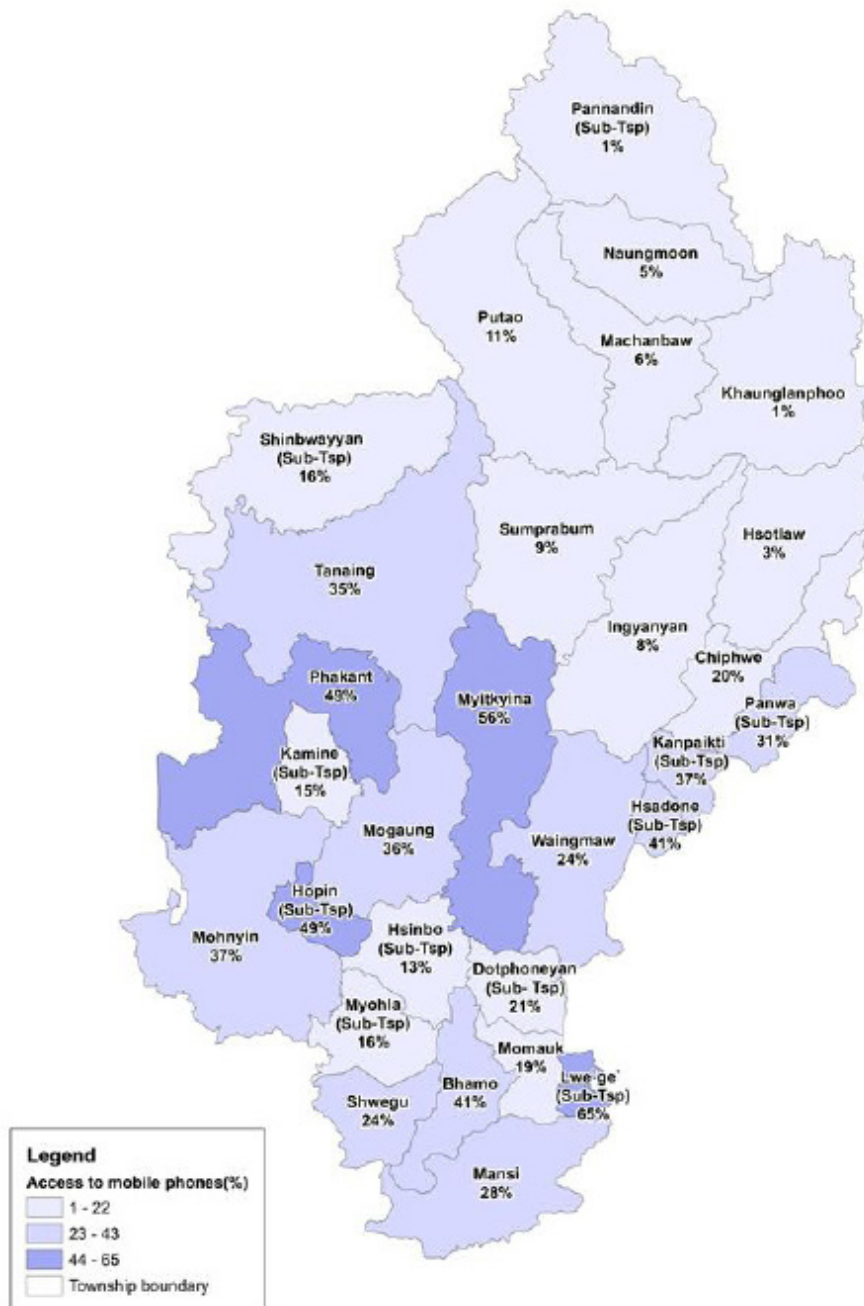 Pannandin
(Sub-Tsp)
1%
Naungmoon
5%
Putao
11%
Machanbaw
6%
Khaunglanphoo
1%
Shinbwayyan
(Sub-Tsp)
16%
Sumprabum
9%
Hsotlaw
3%
Tanaing
35%
Ingyanyan
8%
Chiphwe
20%
Phakant
49%
Myitkyina
56%
Panwa
(Sub-Tsp)
31%
Kanpaikti
(Sub-Tsp)
37%
Kamine
(Sub-Tsp)
15%
Hsadone
(Sub-Tsp)
41%
Mogaung
36%
Waingmaw
24%
Hopin
(Sub-Tsp)
49%
Mohnyin
37%
Hsinbo
(Sub-Tsp)
13%
Dotphoneyan
(Sub- Tsp)
21%
Myohla
(Sub-Tsp)
16%
Momauk
19%
Lwe-ge`
(Sub-Tsp)
65%
Bhamo
41%
Shwegu
24%
Mansi
28%
Legend
Access to mobile phones(%)
1 - 22
23 - 43
44 - 65
Township boundary